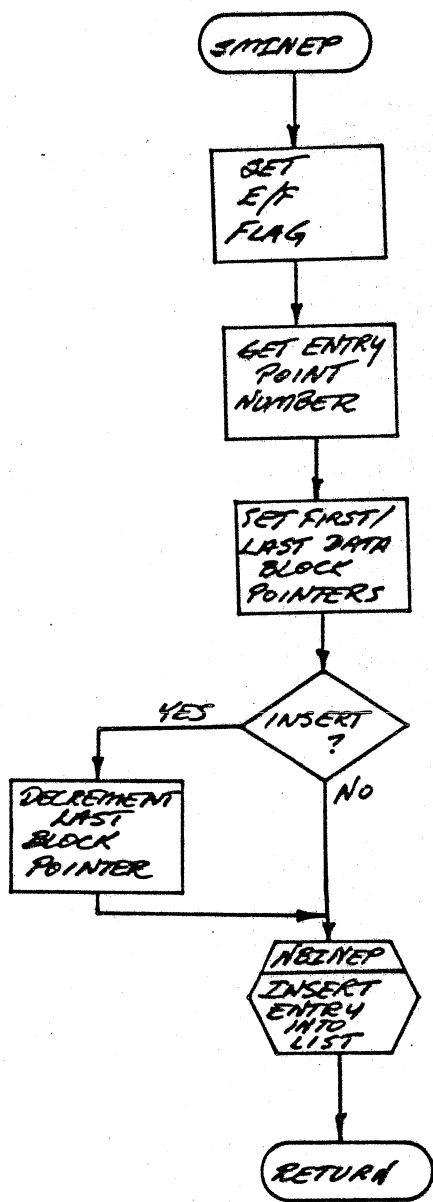 SMINEP
GET
E/F
FLAG
GET ENTRY
POINT
NUMBER
SET FIRST/
LAST DATA
BLOCK
POINTERS
INSERT
?
YES
NO
DECREMENT
LAST
BLOCK
POINTER
NBINEP
INSERT
ENTRY
INTO
LIST
RETURN